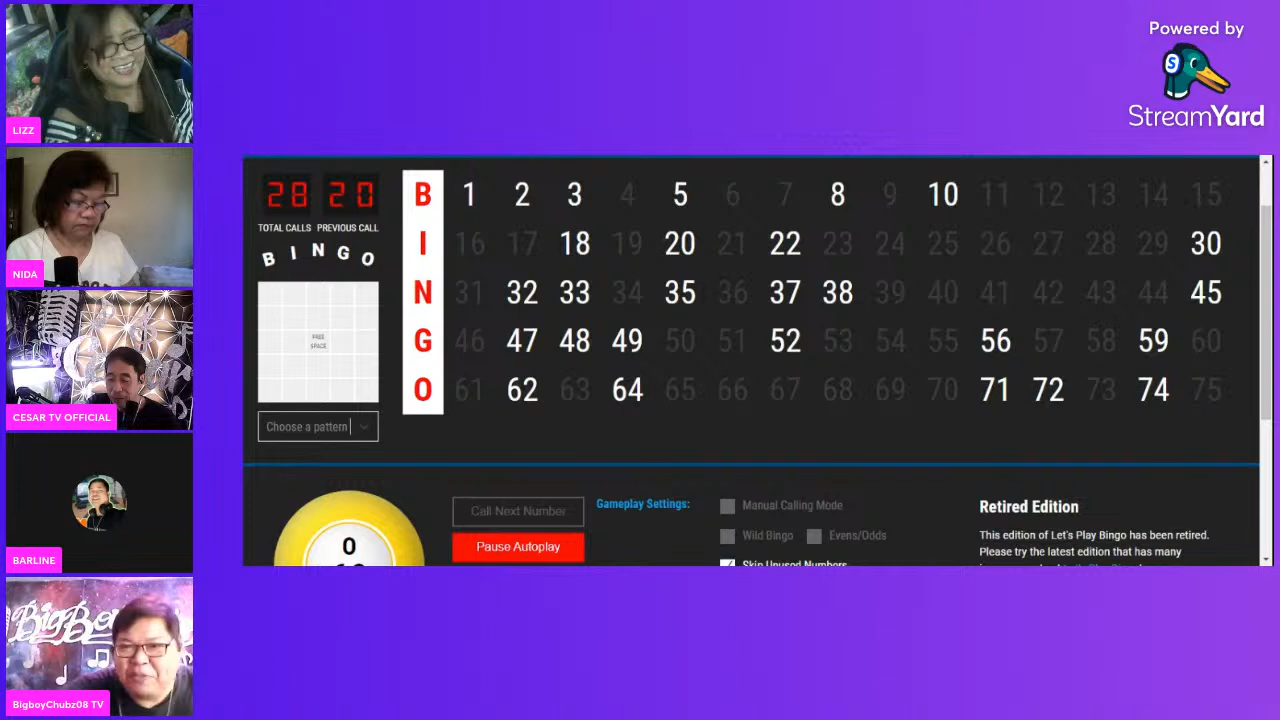 LIZZ
NIDA
CESAR TV OFFICIAL
BARLINE
BigboyChubz08 TV
Powered by
StreamYard
28 20
TOTAL CALLS PREVIOUS CALL
B I N G O
FREE
SPACE
Choose a pattern
B 1 2 3 4 5 6 7 8 9 10 11 12 13 14 15
I 16 17 18 19 20 21 22 23 24 25 26 27 28 29 30
N 31 32 33 34 35 36 37 38 39 40 41 42 43 44 45
G 46 47 48 49 50 51 52 53 54 55 56 57 58 59 60
O 61 62 63 64 65 66 67 68 69 70 71 72 73 74 75
O
Call Next Number
Pause Autoplay
Gameplay Settings:
Manual Calling Mode
Wild Bingo Evens/Odds
Skip Unused Numbers
Retired Edition
This edition of Let's Play Bingo has been retired.
Please try the latest edition that has many